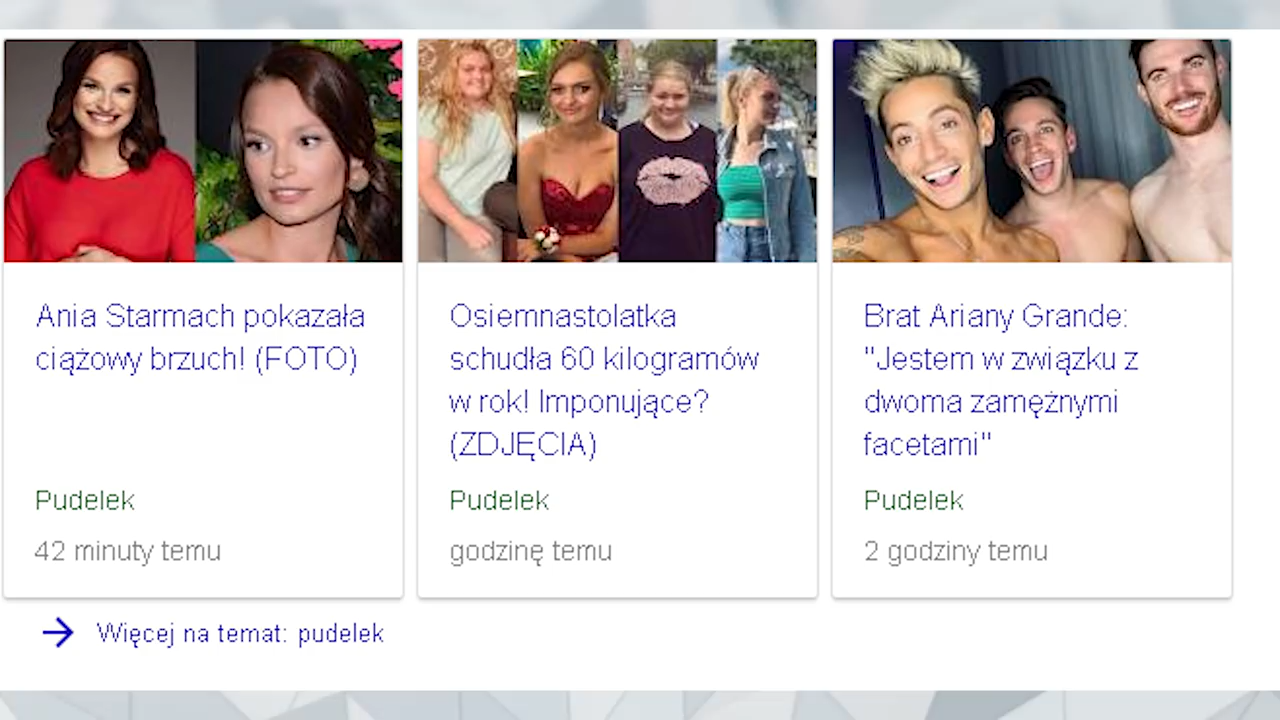 Ania Starmach pokazała
ciążowy brzuch! (FOTO)
Pudelek
42 minuty temu
Osiemnastolatka
schudła 60 kilogramów
w rok! Imponujące?
(ZDJĘCIA)
Pudelek
godzinę temu
Brat Ariany Grande:
"Jestem w związku z
dwoma zamężnymi
facetami"
Pudelek
2 godziny temu
Więcej na temat: pudelek